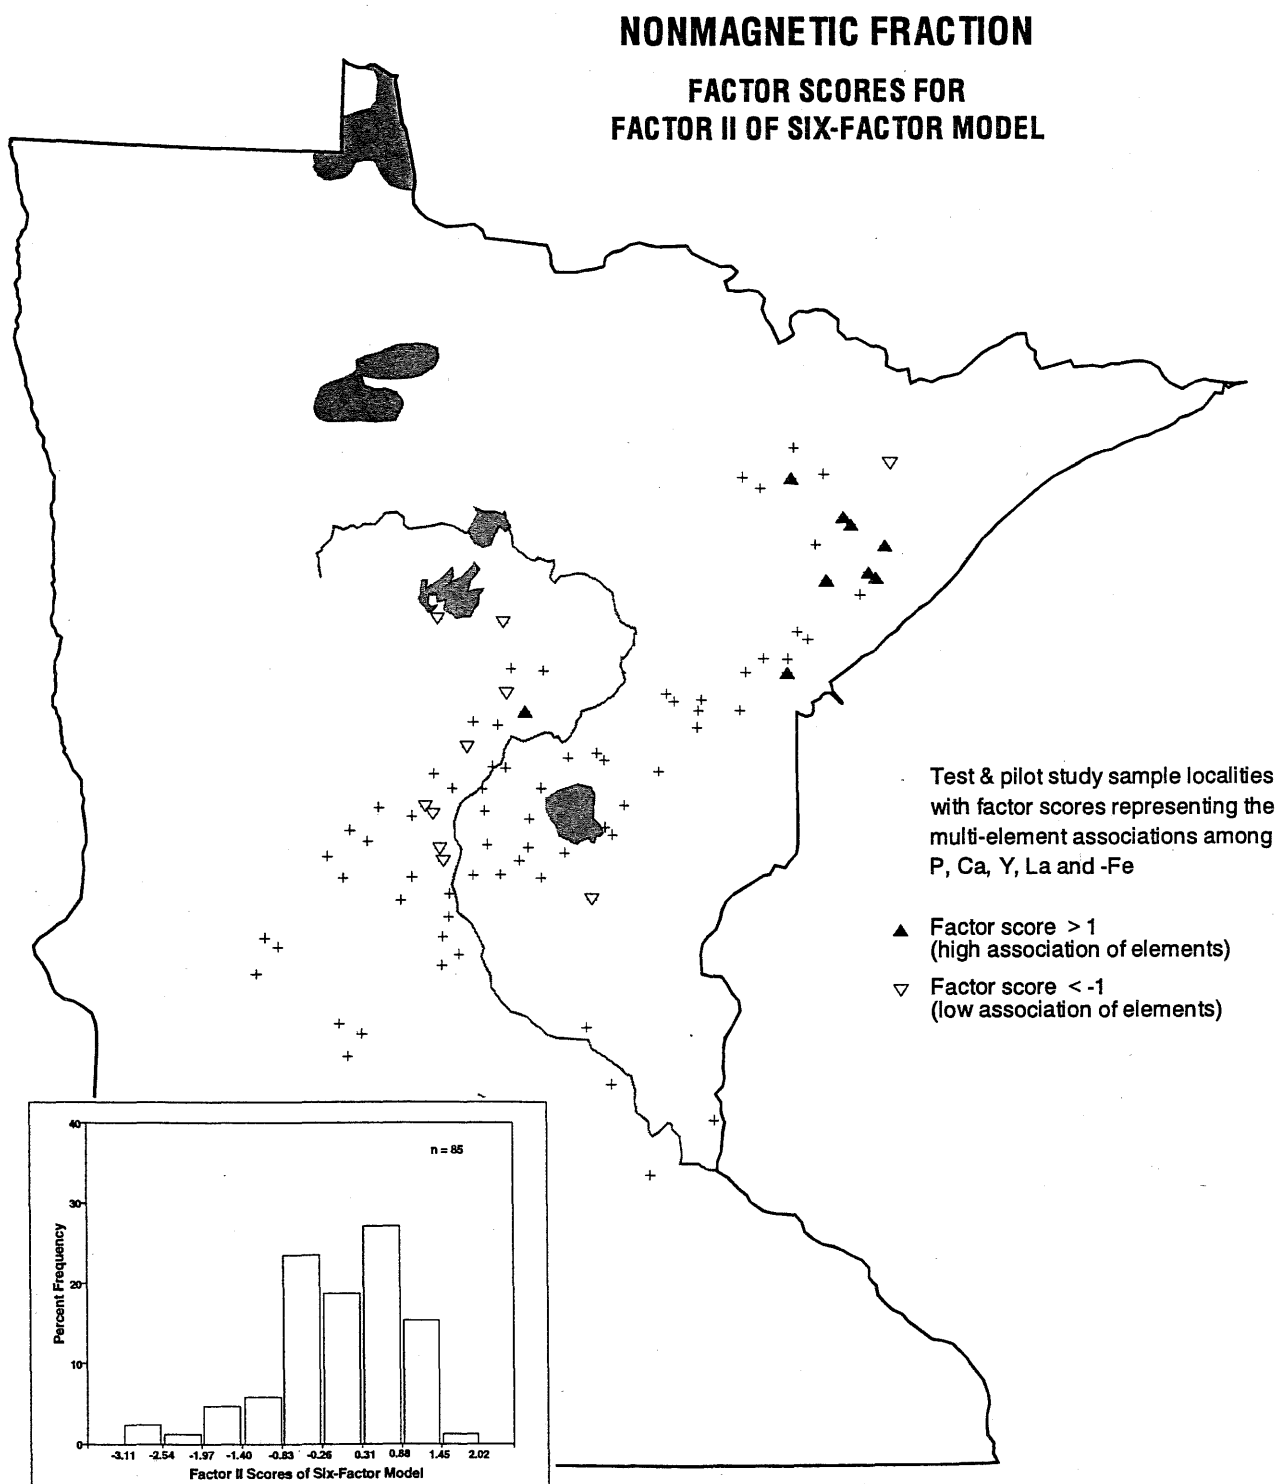 NONMAGNETIC FRACTION
FACTOR SCORES FOR
FACTOR II OF SIX-FACTOR MODEL
Test & pilot study sample localities
with factor scores representing the
multi-element associations among
P, Ca, Y, La and -Fe
Factor score > 1
(high association of elements)
Factor score < -1
(low association of elements)
40
n = 85
30
Percent Frequency
20
10
0
-3.11 -2.54 -1.97 -1.40 -0.83 -0.26 0.31 0.88 1.45 2.02
Factor II Scores of Six-Factor Model